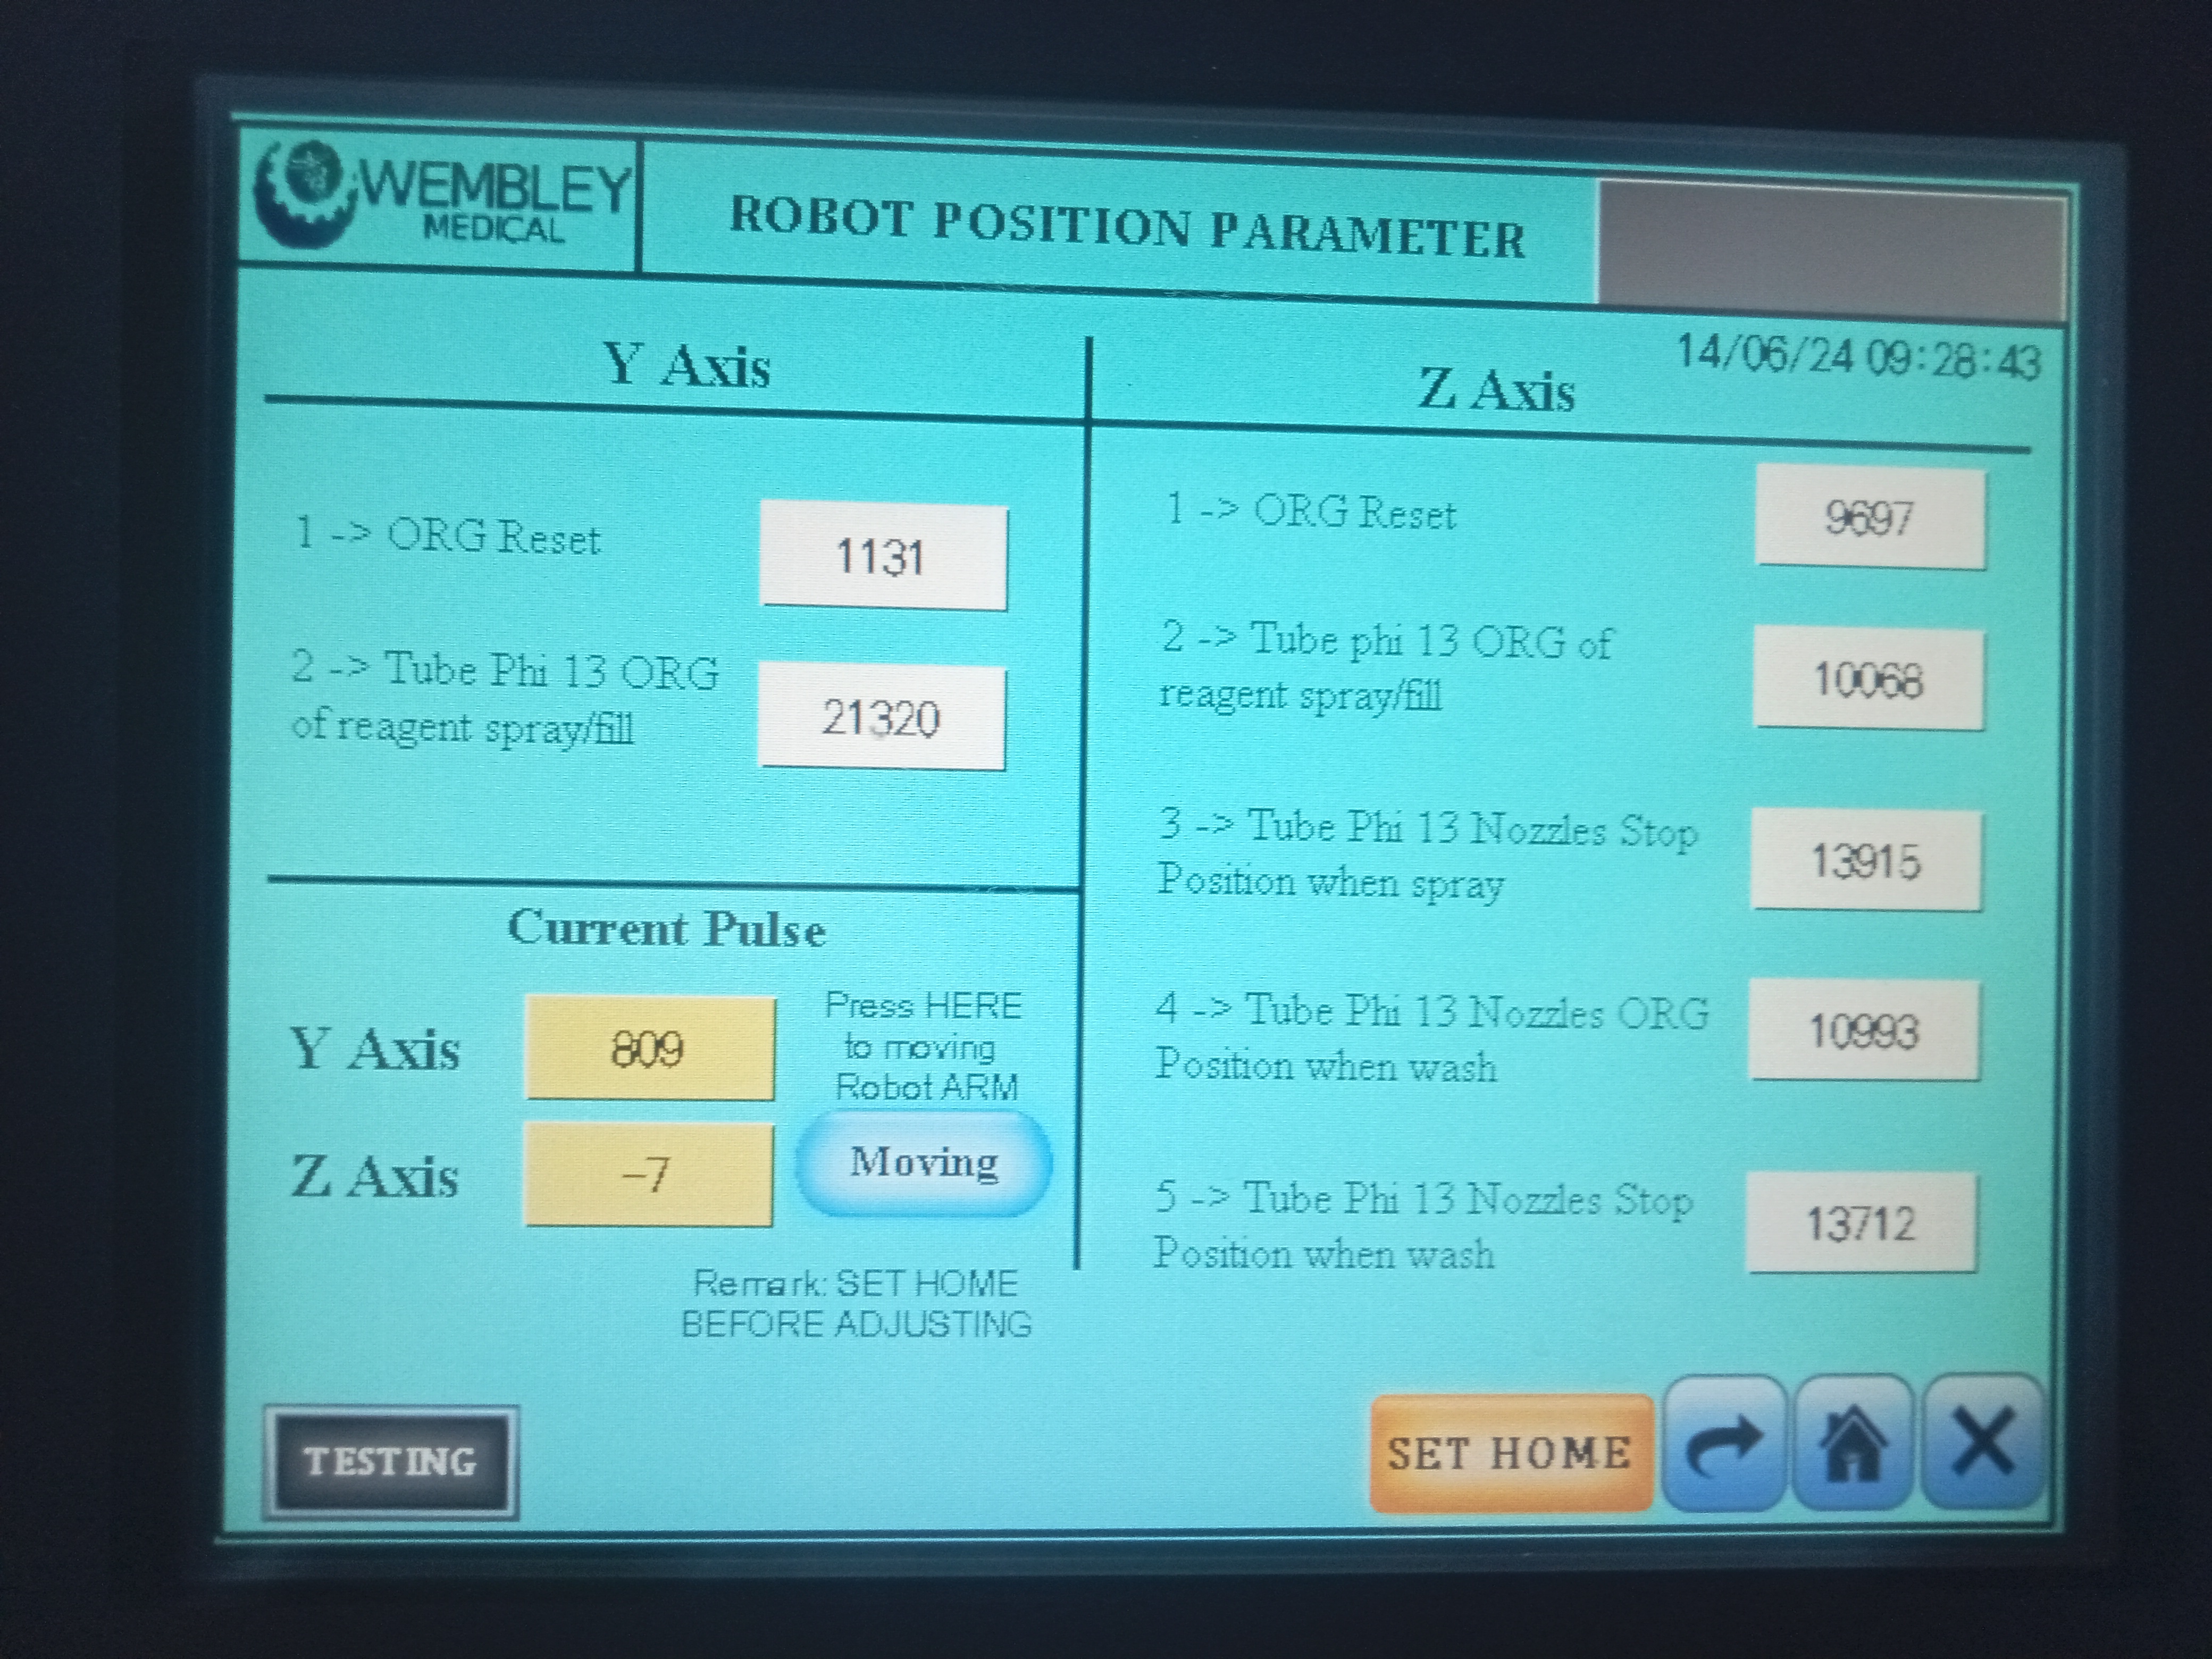 WEMBLEY
MEDICAL
ROBOT POSITION PARAMETER
14/06/24 09:28:43
Y Axis
1 -> ORG Reset
1131
2 -> Tube Phi 13 ORG
of reagent spray/fill
21320
Current Pulse
Y Axis
809
Z Axis
-7
Press HERE
to moving
Robot ARM
Moving
Remark: SET HOME
BEFORE ADJUSTING
Z Axis
1 -> ORG Reset
9697
2 -> Tube phi 13 ORG of
reagent spray/fill
10068
3 -> Tube Phi 13 Nozzles Stop
Position when spray
13915
4 -> Tube Phi 13 Nozzles ORG
Position when wash
10993
5 -> Tube Phi 13 Nozzles Stop
Position when wash
13712
TESTING
SET HOME